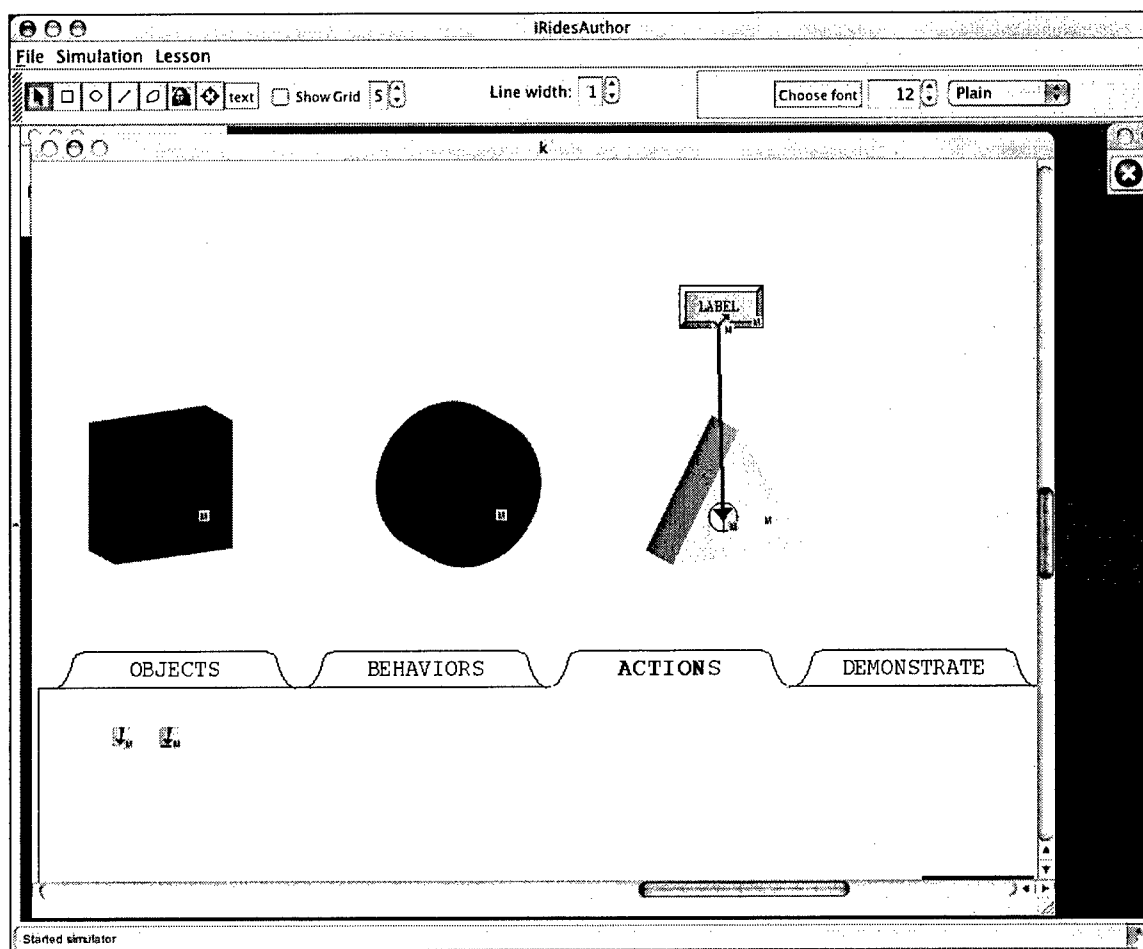 iRidesAuthor
File Simulation Lesson
text Show Grid 5 Line width: 1 Choose font 12 Plain
k
LABEL
M M
M M M M
OBJECTS BEHAVIORS ACTIONS DEMONSTRATE
M M
Started simulator